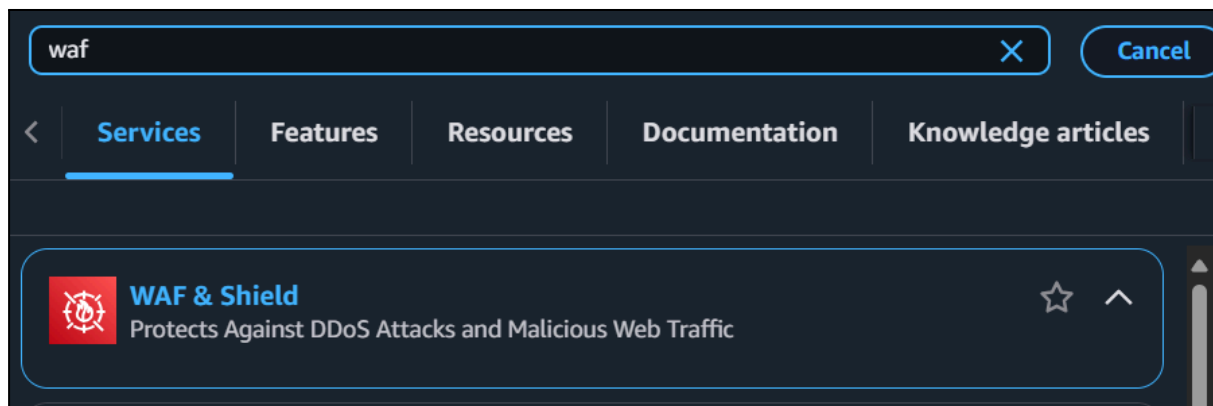 waf
Cancel
Services Features Resources Documentation Knowledge articles
WAF & Shield
Protects Against DDoS Attacks and Malicious Web Traffic